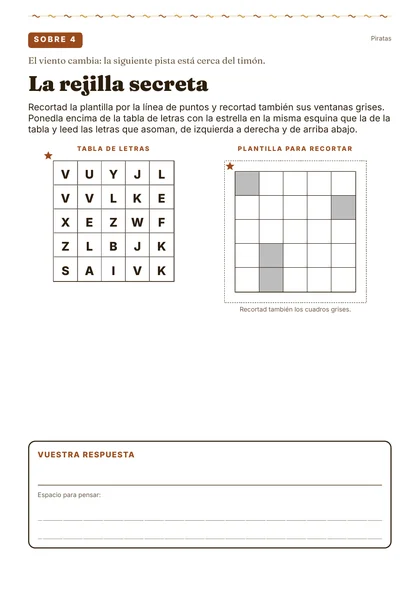 SOBRE 4
Piratas
El viento cambia: la siguiente pista está cerca del timón.
La rejilla secreta
Recortad la plantilla por la línea de puntos y recortad también sus ventanas grises.
Ponedla encima de la tabla de letras con la estrella en la misma esquina que la de la
tabla y leed las letras que asoman, de izquierda a derecha y de arriba abajo.
TABLA DE LETRAS
V U Y J L
V V L K E
X E Z W F
Z L B J K
S A I V K
PLANTILLA PARA RECORTAR
Recortad también los cuadros grises.
VUESTRA RESPUESTA
Espacio para pensar: